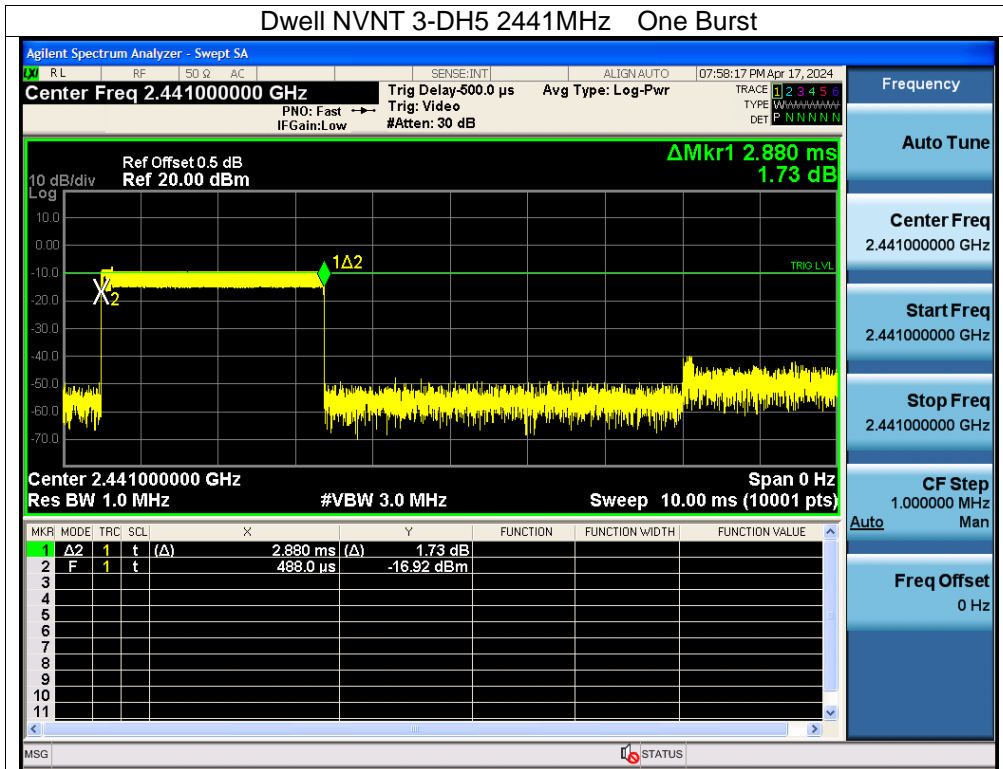 Dwell NVNT 3-DH5 2441MHz One Burst
Agilent Spectrum Analyzer - Swept SA
LXI RL RF 50 Ω AC SENSE:INT ALIGN AUTO 07:58:17 PM Apr 17, 2024
Center Freq 2.441000000 GHz
PNO: Fast
IFGain:Low
Trig Delay-500.0 µs
Trig: Video
#Atten: 30 dB
Avg Type: Log-Pwr
TRACE 1 2 3 4 5 6
TYPE WWWWWW
DET P N N N N N
ΔMkr1 2.880 ms
1.73 dB
Ref Offset 0.5 dB
10 dB/div Ref 20.00 dBm
Log
10.0
0.00
-10.0
-20.0
-30.0
-40.0
-50.0
-60.0
-70.0
1Δ2
TRIG LVL
2
Center 2.441000000 GHz Span 0 Hz
Res BW 1.0 MHz #VBW 3.0 MHz Sweep 10.00 ms (10001 pts)
MKR MODE TRC SCL X Y FUNCTION FUNCTION WIDTH FUNCTION VALUE
1 Δ2 1 t (Δ) 2.880 ms (Δ) 1.73 dB
2 F 1 t 488.0 µs -16.92 dBm
3
4
5
6
7
8
9
10
11
MSG STATUS
Frequency
Auto Tune
Center Freq
2.441000000 GHz
Start Freq
2.441000000 GHz
Stop Freq
2.441000000 GHz
CF Step
1.000000 MHz
Auto Man
Freq Offset
0 Hz